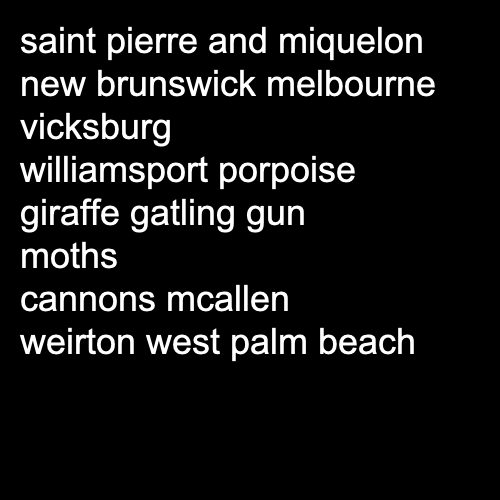 saint pierre and miquelon
new brunswick melbourne
vicksburg
williamsport porpoise
giraffe gatling gun
moths
cannons mcallen
weirton west palm beach